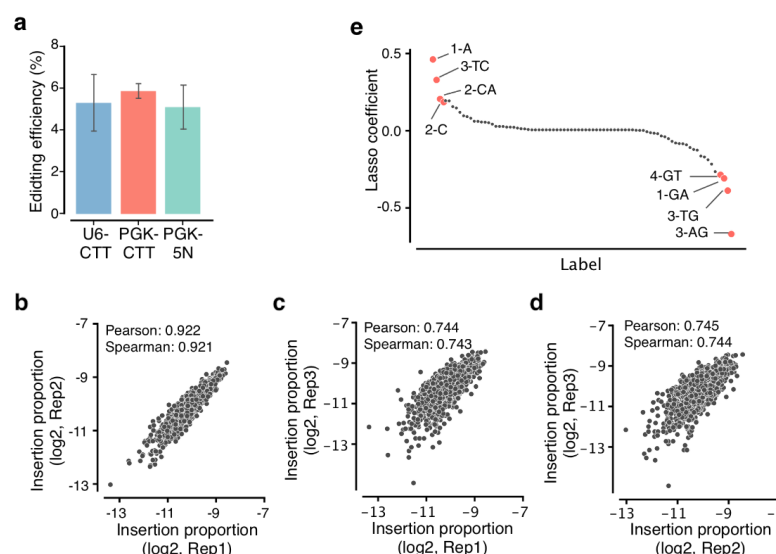 a
Edidting efficiency (%)
8
6
4
2
0
U6-
CTT
PGK-
CTT
PGK-
5N
e
Lasso coefficient
0.5
0.0
-0.5
1-A
3-TC
2-CA
2-C
4-GT
1-GA
3-TG
3-AG
Label
b
Pearson: 0.922
Spearman: 0.921
Insertion proportion
(log2, Rep2)
-7
-9
-11
-13
-13
-11
-9
-7
Insertion proportion
(log2, Rep1)
c
Pearson: 0.744
Spearman: 0.743
Insertion proportion
(log2, Rep3)
−7
−9
−11
−13
−13
−11
−9
−7
Insertion proportion
(log2, Rep1)
d
Pearson: 0.745
Spearman: 0.744
Insertion proportion
(log2, Rep3)
−7
−9
−11
−13
−13
−11
−9
Insertion proportion
(log2, Rep2)